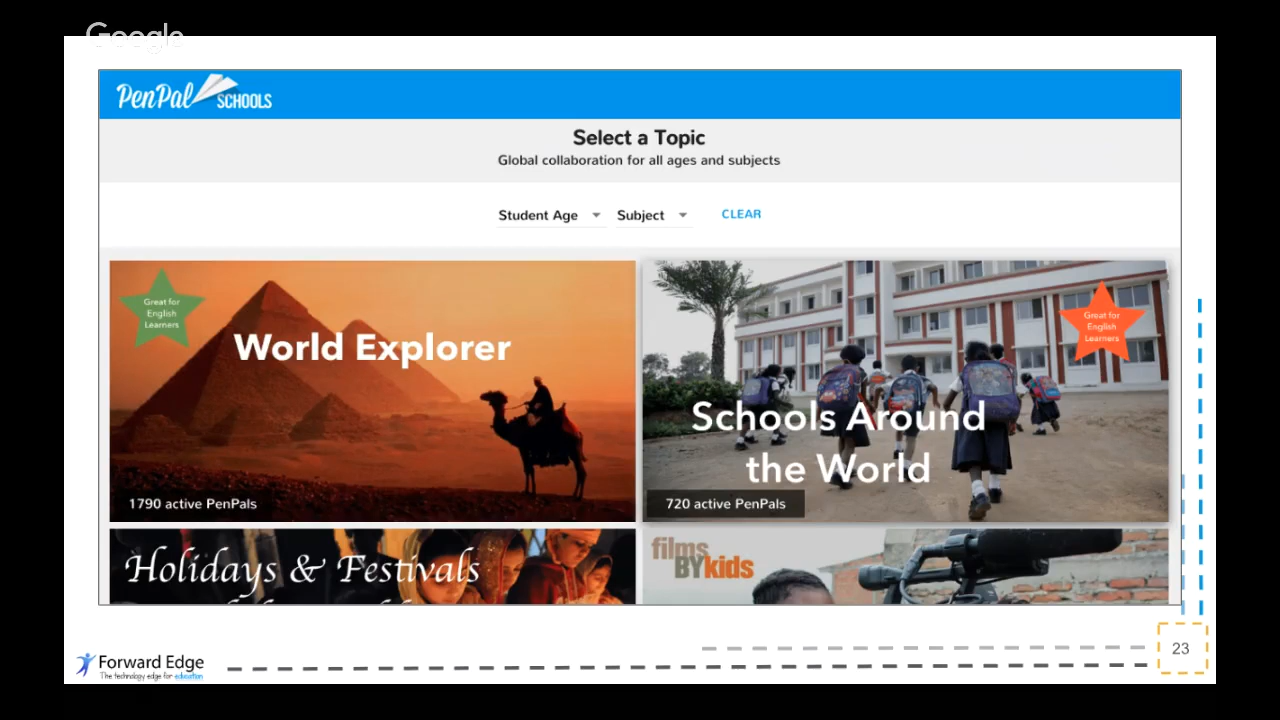 Google
PenPal SCHOOLS
Select a Topic
Global collaboration for all ages and subjects
Student Age
Subject
CLEAR
Great for
English
Learners
World Explorer
1790 active PenPals
Great for
English
Learners
Schools Around
the World
720 active PenPals
Holidays & Festivals
films
BYkids
Forward Edge
The technology edge for education
23